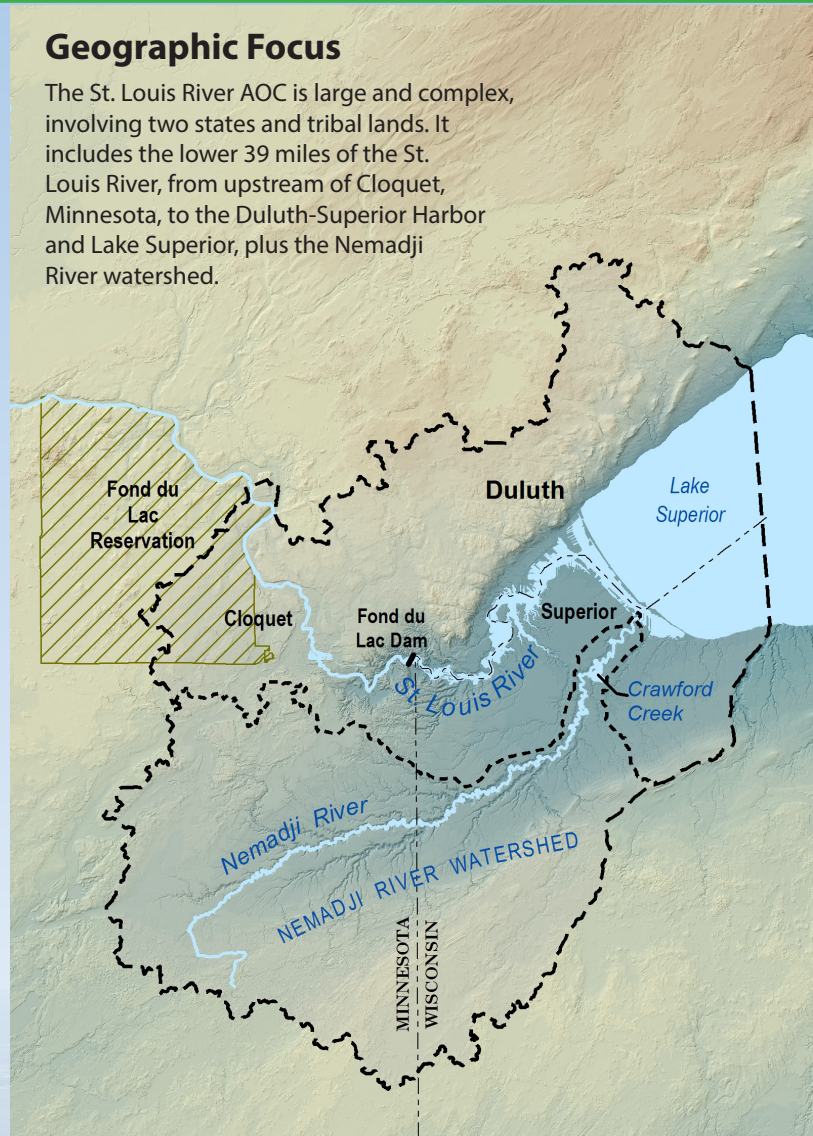 Geographic Focus
The St. Louis River AOC is large and complex,
involving two states and tribal lands. It
includes the lower 39 miles of the St.
Louis River, from upstream of Cloquet,
Minnesota, to the Duluth-Superior Harbor
and Lake Superior, plus the Nemadji
River watershed.
Duluth
Lake
Superior
Fond du
Lac
Reservation
Cloquet
Fond du
Lac Dam
Superior
St Louis River
Crawford
Creek
Nemadji River
NEMADJI RIVER WATERSHED
MINNESOTA
WISCONSIN